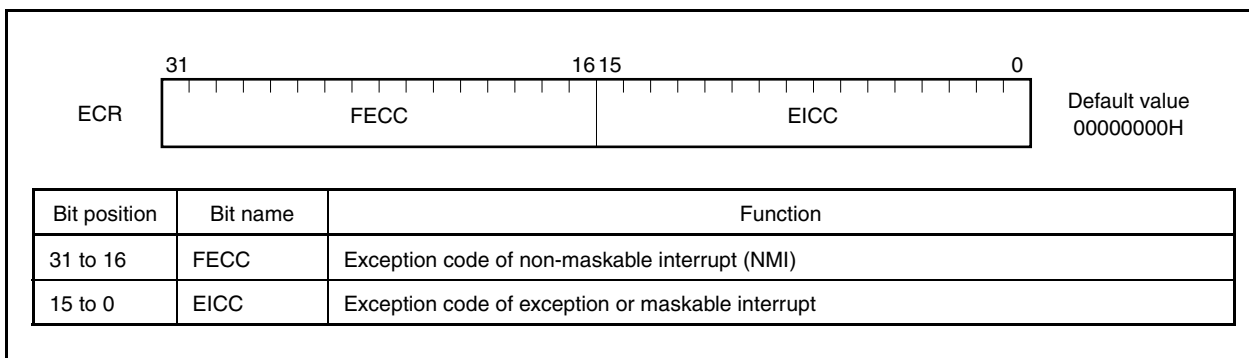 31 16 15 0
ECR FECC EICC Default value
00000000H
Bit position Bit name Function
31 to 16 FECC Exception code of non-maskable interrupt (NMI)
15 to 0 EICC Exception code of exception or maskable interrupt